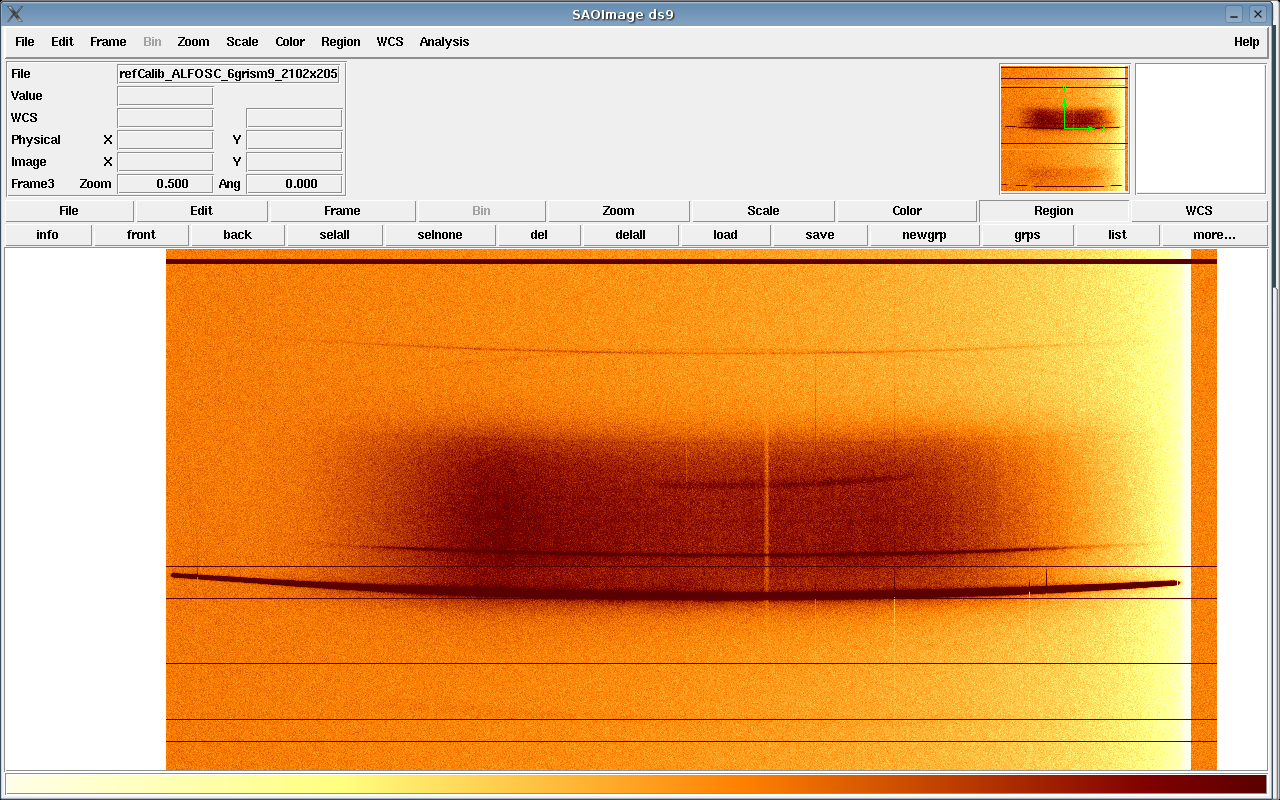 SAOImage ds9
File Edit Frame Bin Zoom Scale Color Region WCS Analysis Help
File refCalib_ALFOSC_6grism9_2102x205
Value
WCS
Physical X Y
Image X Y
Frame3 Zoom 0.500 Ang 0.000
File Edit Frame Bin Zoom Scale Color Region WCS
info front back selall selnone del delall load save newgrp grps list more...